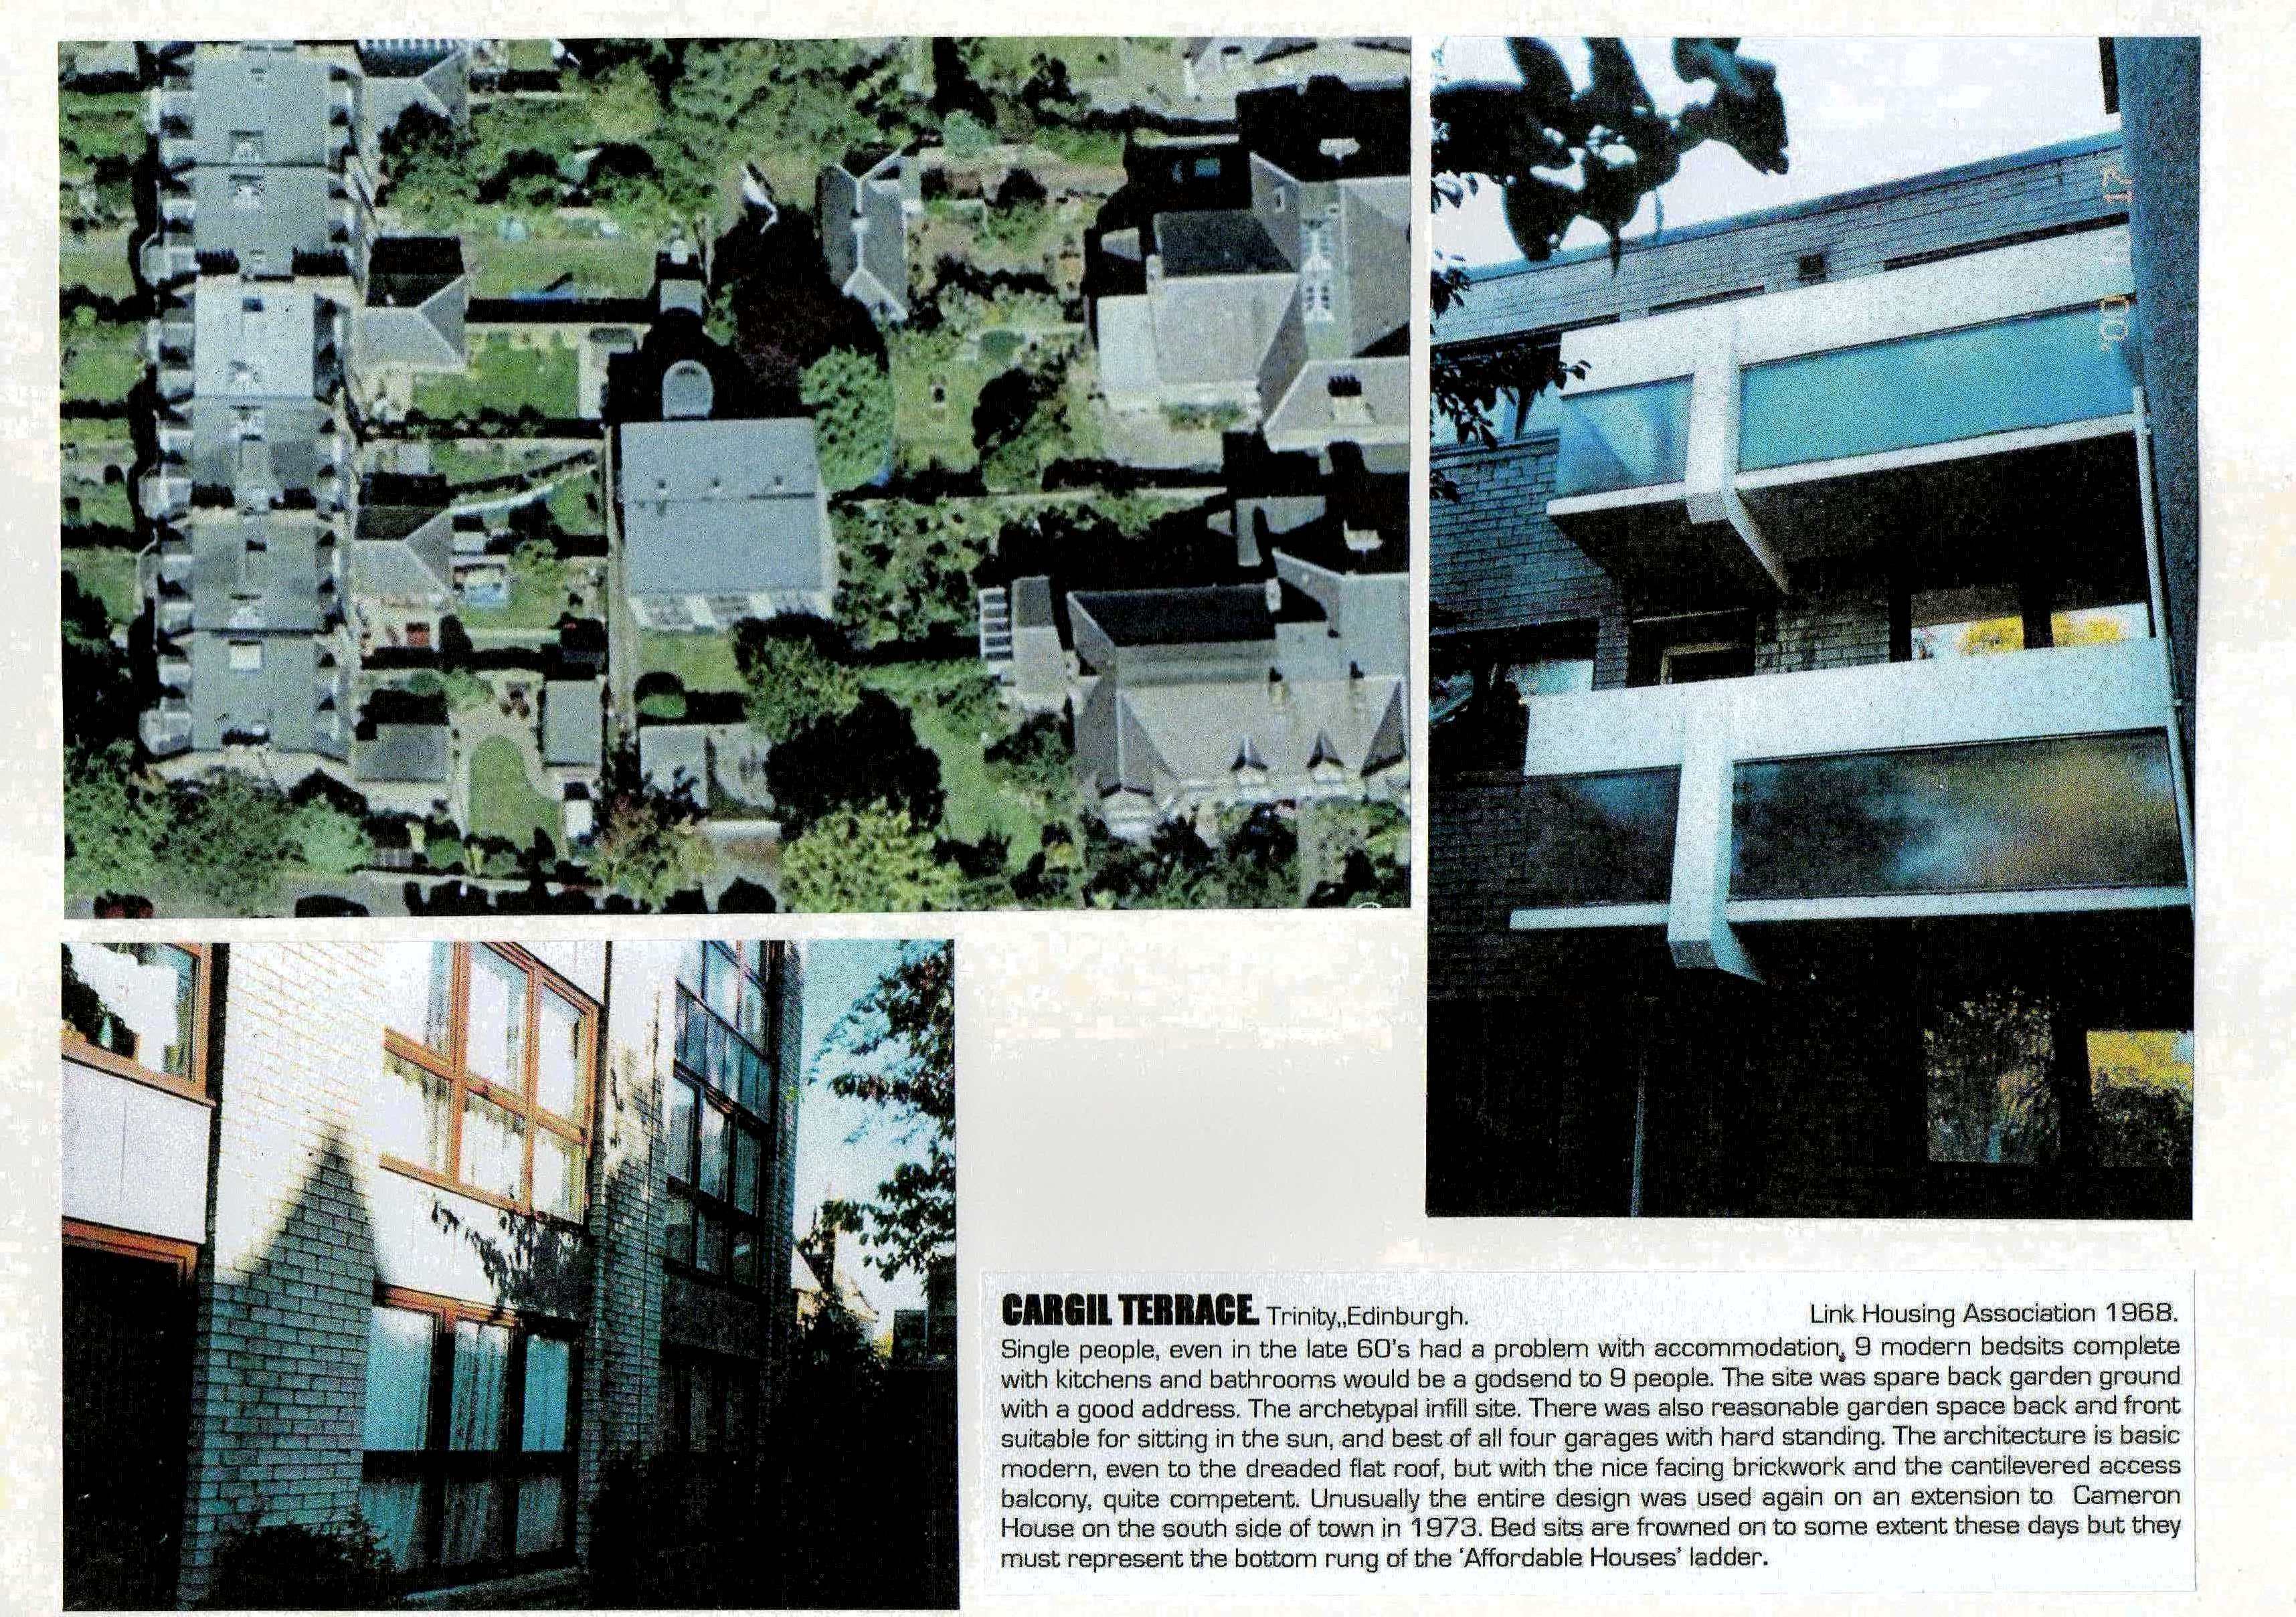 CARGIL TERRACE. Trinity,,Edinburgh. Link Housing Association 1968.
Single people, even in the late 60's had a problem with accommodation, 9 modern bedsits complete
with kitchens and bathrooms would be a godsend to 9 people. The site was spare back garden ground
with a good address. The archetypal infill site. There was also reasonable garden space back and front
suitable for sitting in the sun, and best of all four garages with hard standing. The architecture is basic
modern, even to the dreaded flat roof, but with the nice facing brickwork and the cantilevered access
balcony, quite competent. Unusually the entire design was used again on an extension to Cameron
House on the south side of town in 1973. Bed sits are frowned on to some extent these days but they
must represent the bottom rung of the 'Affordable Houses' ladder.